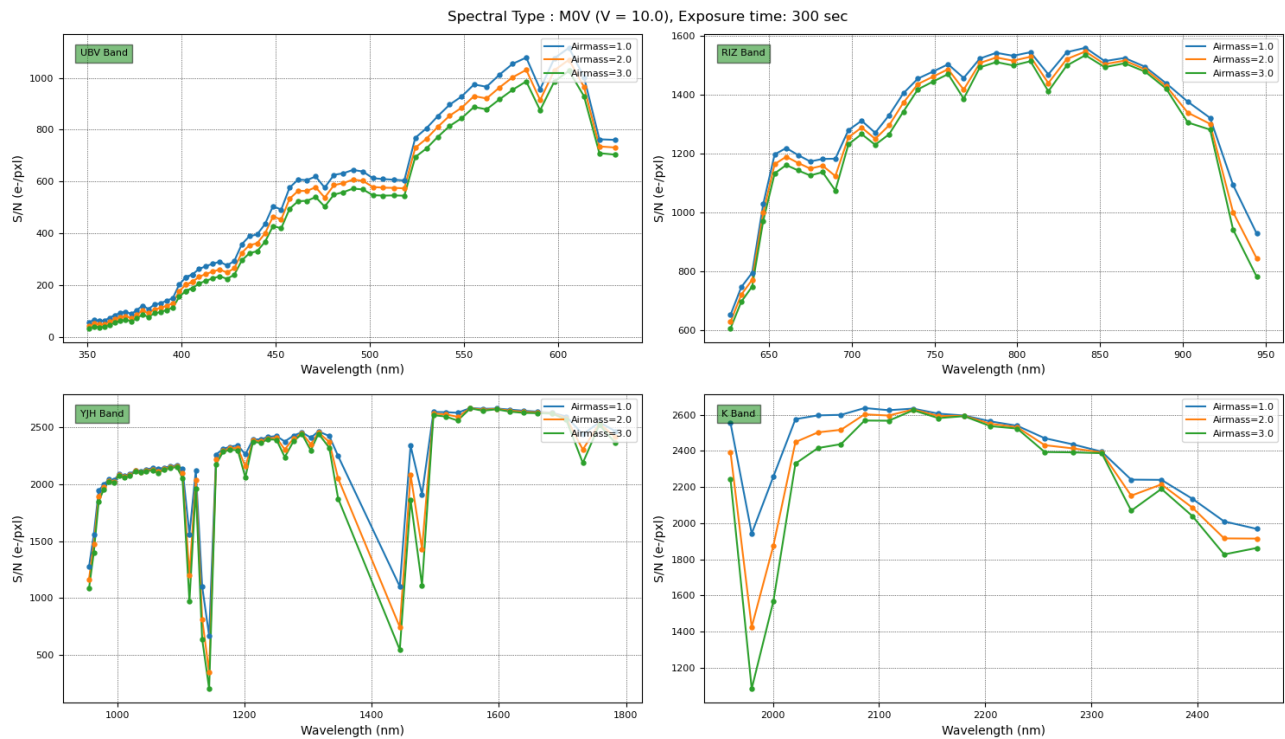 Spectral Type : M0V (V = 10.0), Exposure time: 300 sec
UBV Band
Airmass=1.0
Airmass=2.0
Airmass=3.0
S/N (e-/pxl)
1000
800
600
400
200
0
350
400
450
500
550
600
Wavelength (nm)
RIZ Band
Airmass=1.0
Airmass=2.0
Airmass=3.0
S/N (e-/pxl)
1600
1400
1200
1000
800
600
650
700
750
800
850
900
950
Wavelength (nm)
YJH Band
Airmass=1.0
Airmass=2.0
Airmass=3.0
S/N (e-/pxl)
2500
2000
1500
1000
500
1000
1200
1400
1600
1800
Wavelength (nm)
K Band
Airmass=1.0
Airmass=2.0
Airmass=3.0
S/N (e-/pxl)
2600
2400
2200
2000
1800
1600
1400
1200
2000
2100
2200
2300
2400
Wavelength (nm)